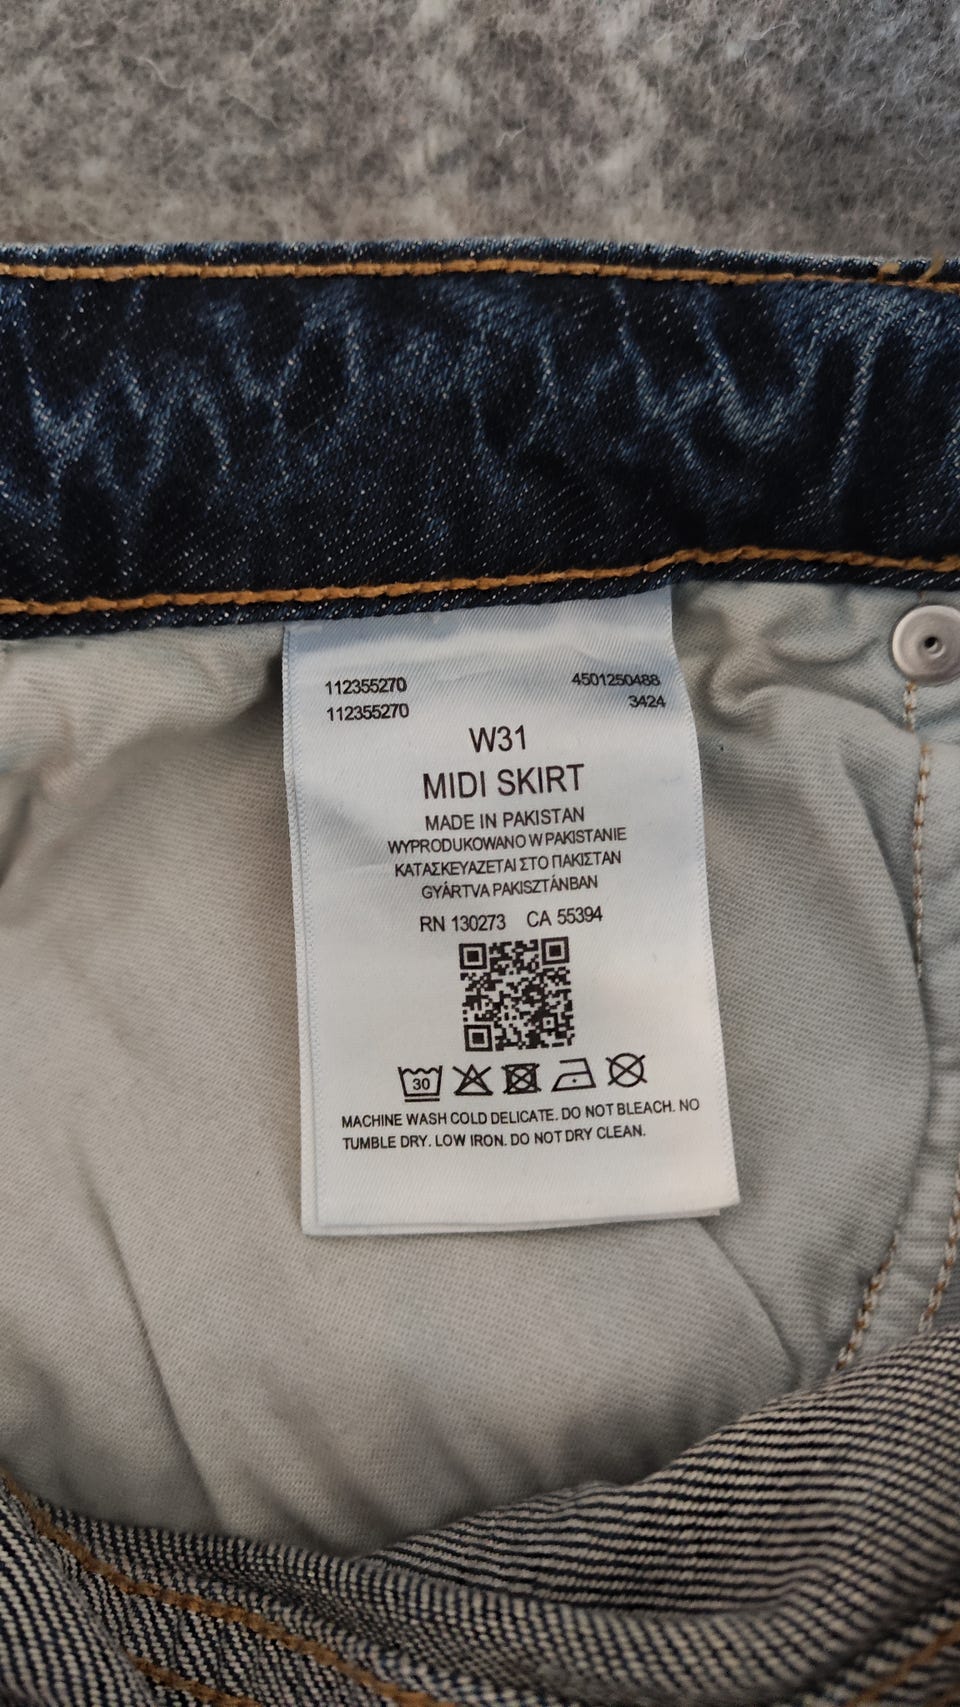 112355270 4501250488
112355270 3424
W31
MIDI SKIRT
MADE IN PAKISTAN
WYPRODUKOWANO W PAKISTANIE
ΚΑΤΑΣΚΕΥΑΖΕΤΑΙ ΣΤΟ ΠΑΚΙΣΤΑΝ
GYÁRTVA PAKISZTÁNBAN
RN 130273 CA 55394
30
MACHINE WASH COLD DELICATE. DO NOT BLEACH. NO
TUMBLE DRY. LOW IRON. DO NOT DRY CLEAN.